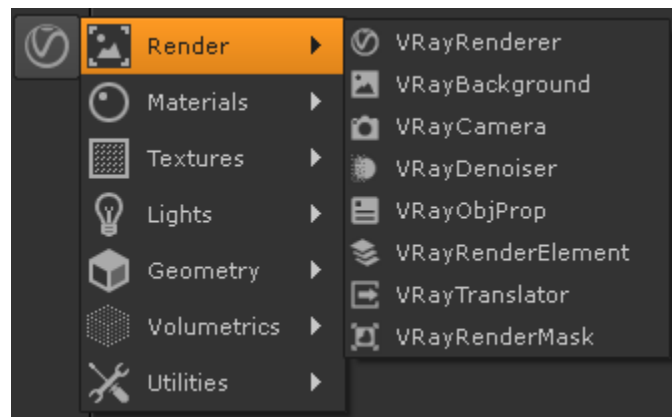 Render
Materials
Textures
Lights
Geometry
Volumetrics
Utilities
VRayRenderer
VRayBackground
VRayCamera
VRayDenoiser
VRayObjProp
VRayRenderElement
VRayTranslator
VRayRenderMask